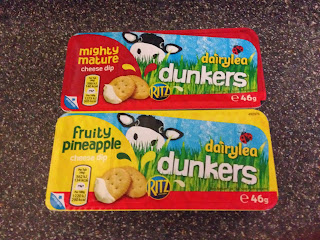 mighty
mature
cheese dip
dairylea
dunkers
RITZ
e 46g
fruity
pineapple
cheese dip
dairylea
dunkers
RITZ
e 46g